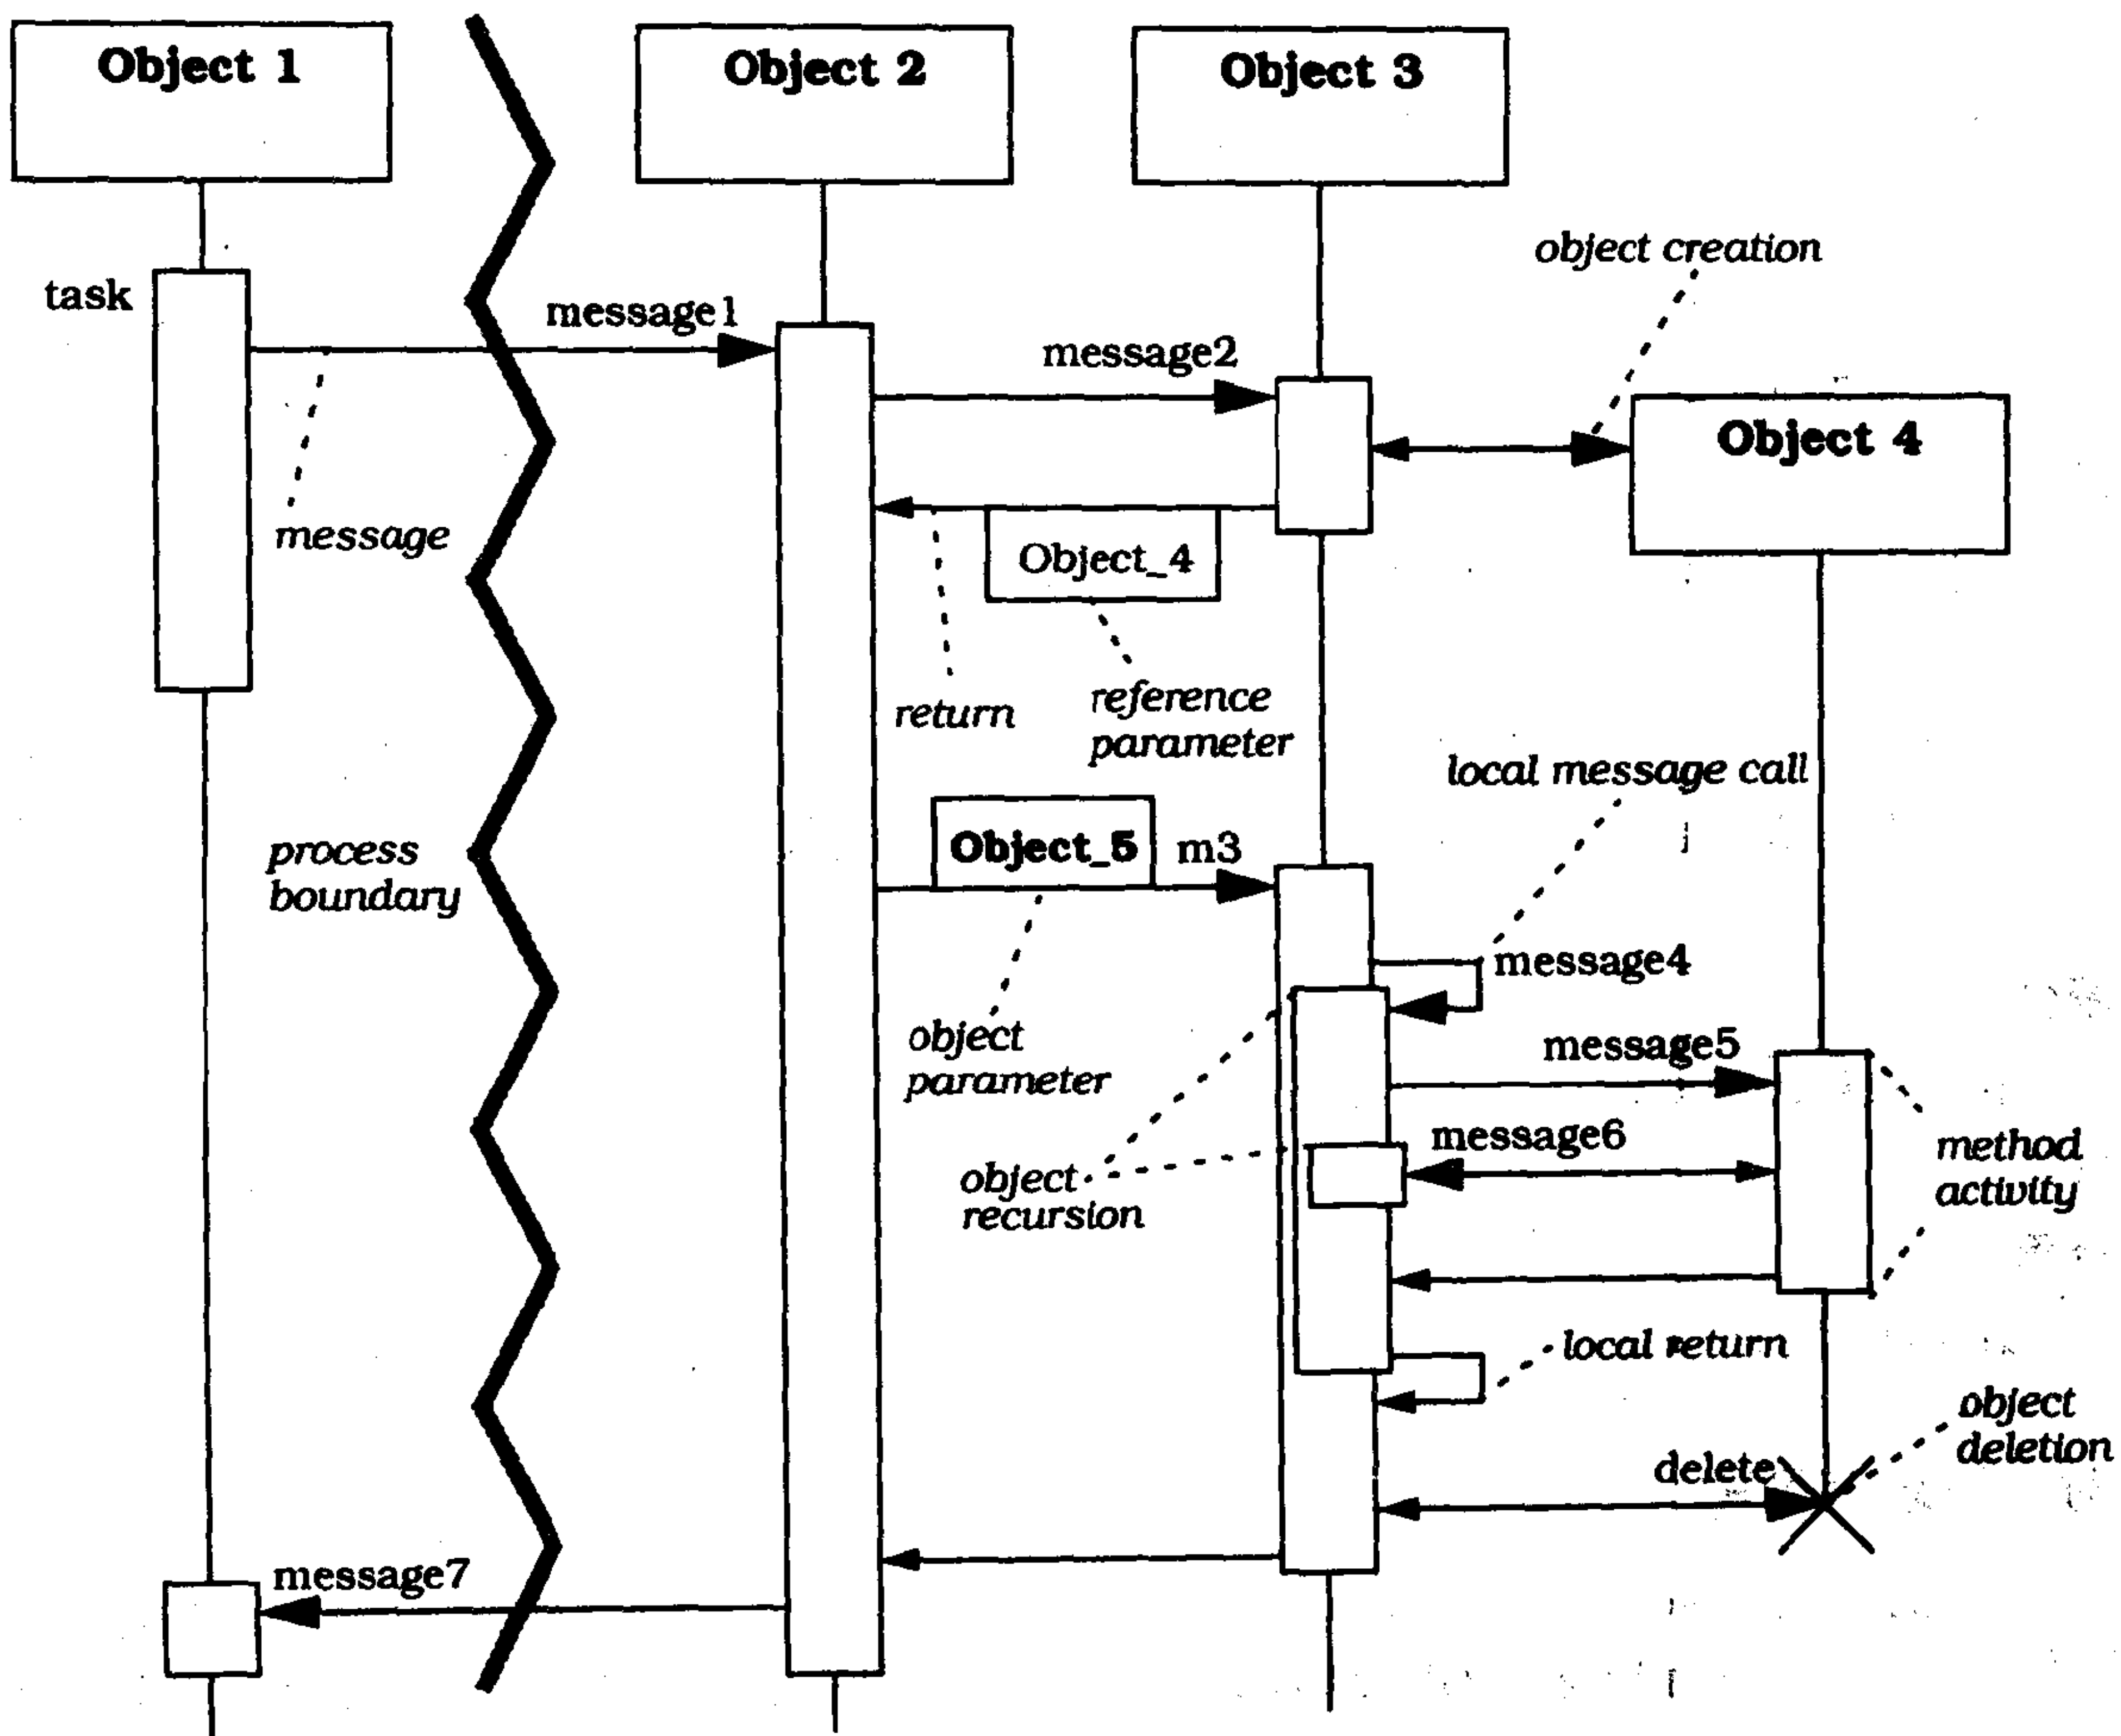 Object 1
Object 2
Object 3
object creation
task
message1
message2
Object 4
message
Object_4
return
reference
parameter
local message call
process
boundary
Object_5
m3
message4
object
parameter
message5
message6
method
activity
object
recursion
local return
object
deletion
delete
message7